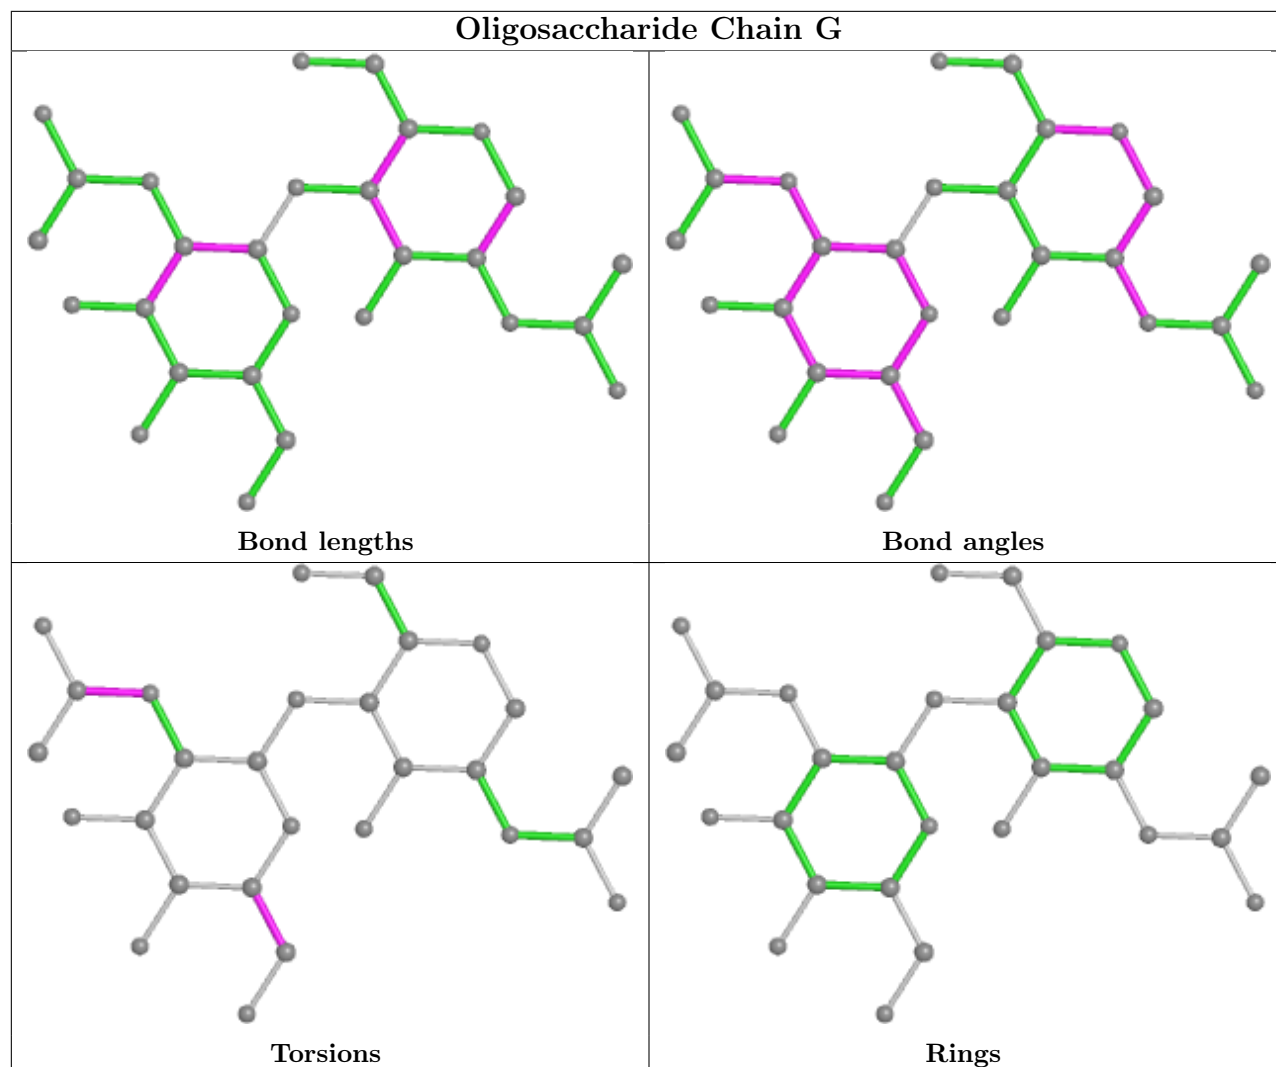 Oligosaccharide Chain G
Bond lengths
Bond angles
Torsions
Rings